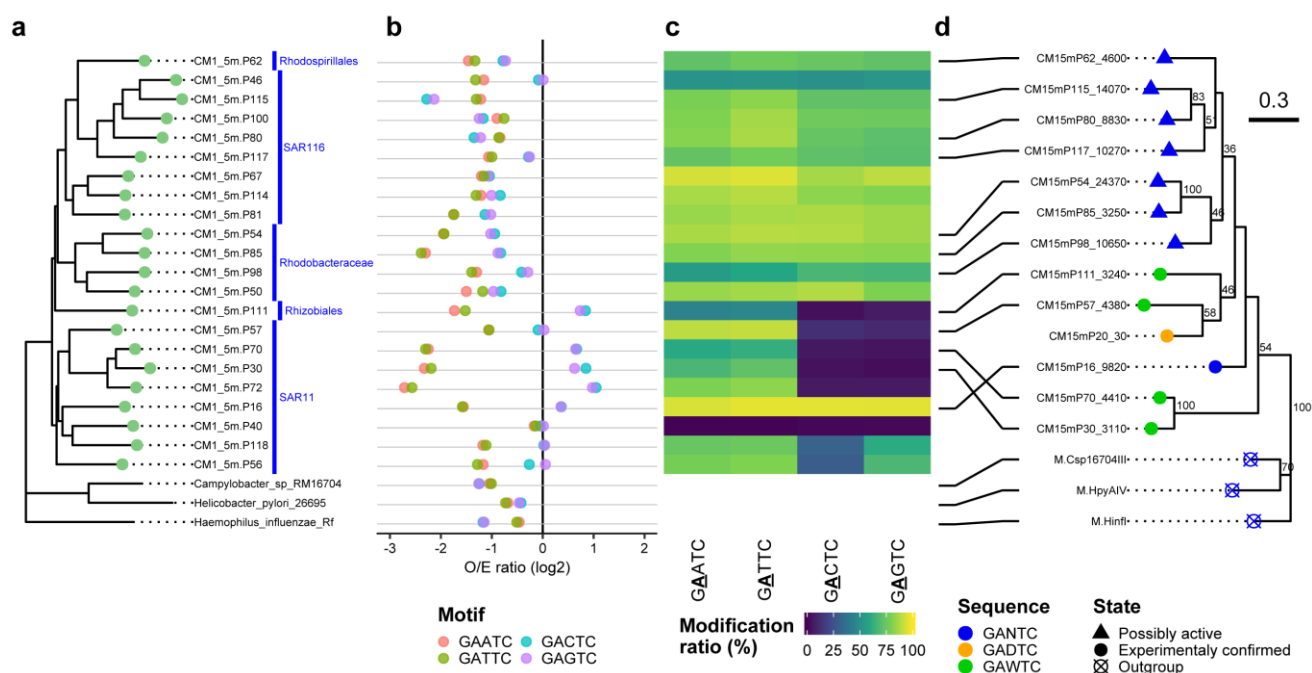 a
b
c
d
CM1_5m.P62
CM1_5m.P46
CM1_5m.P115
CM1_5m.P100
CM1_5m.P80
CM1_5m.P117
CM1_5m.P67
CM1_5m.P114
CM1_5m.P81
CM1_5m.P54
CM1_5m.P85
CM1_5m.P98
CM1_5m.P50
CM1_5m.P111
CM1_5m.P57
CM1_5m.P70
CM1_5m.P30
CM1_5m.P72
CM1_5m.P16
CM1_5m.P40
CM1_5m.P118
CM1_5m.P56
Campylobacter_sp_RM16704
Helicobacter_pylori_26695
Haemophilus_influenzae_Rf
Rhodospirillales
SAR116
Rhodobacteraceae
Rhizobiales
SAR11
-3 -2 -1 0 1 2
O/E ratio (log2)
Motif
GAATC GACTC
GATTC GAGTC
GAATC
GATTC
GACTC
GAGTC
Modification
ratio (%)
0 25 50 75 100
CM15mP62_4600
CM15mP115_14070
CM15mP80_8830
CM15mP117_10270
CM15mP54_24370
CM15mP85_3250
CM15mP98_10650
CM15mP111_3240
CM15mP57_4380
CM15mP20_30
CM15mP16_9820
CM15mP70_4410
CM15mP30_3110
M.Csp16704III
M.HpyAIV
M.HinfI
83
5
36
100
46
46
58
54
100
100
70
0.3
Sequence
GANTC
GADTC
GAWTC
State
Possibly active
Experimentaly confirmed
Outgroup